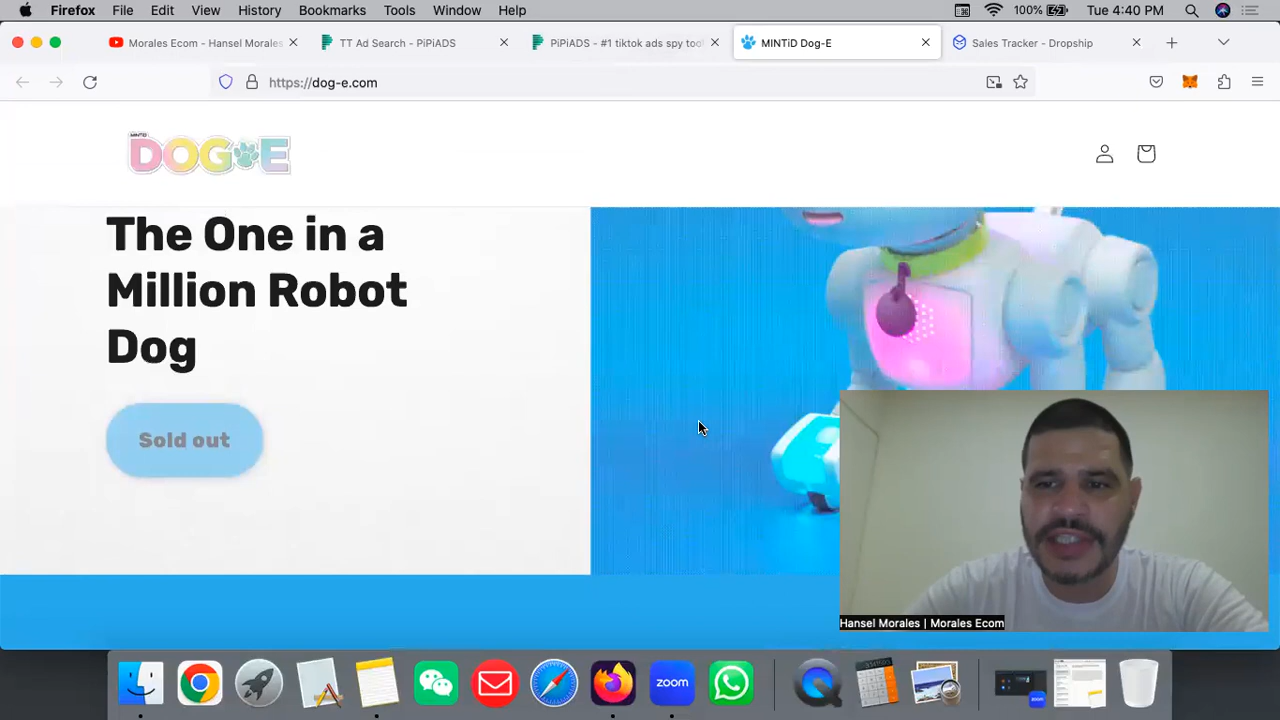 Firefox File Edit View History Bookmarks Tools Window Help 100% Tue 4:40 PM
Morales Ecom - Hansel Morales
TT Ad Search - PiPiADS
PiPiADS - #1 tiktok ads spy tool
MINTiD Dog-E
Sales Tracker - Dropship
https://dog-e.com
MINTiD
DOG E
The One in a
Million Robot
Dog
Sold out
Hansel Morales | Morales Ecom
zoom